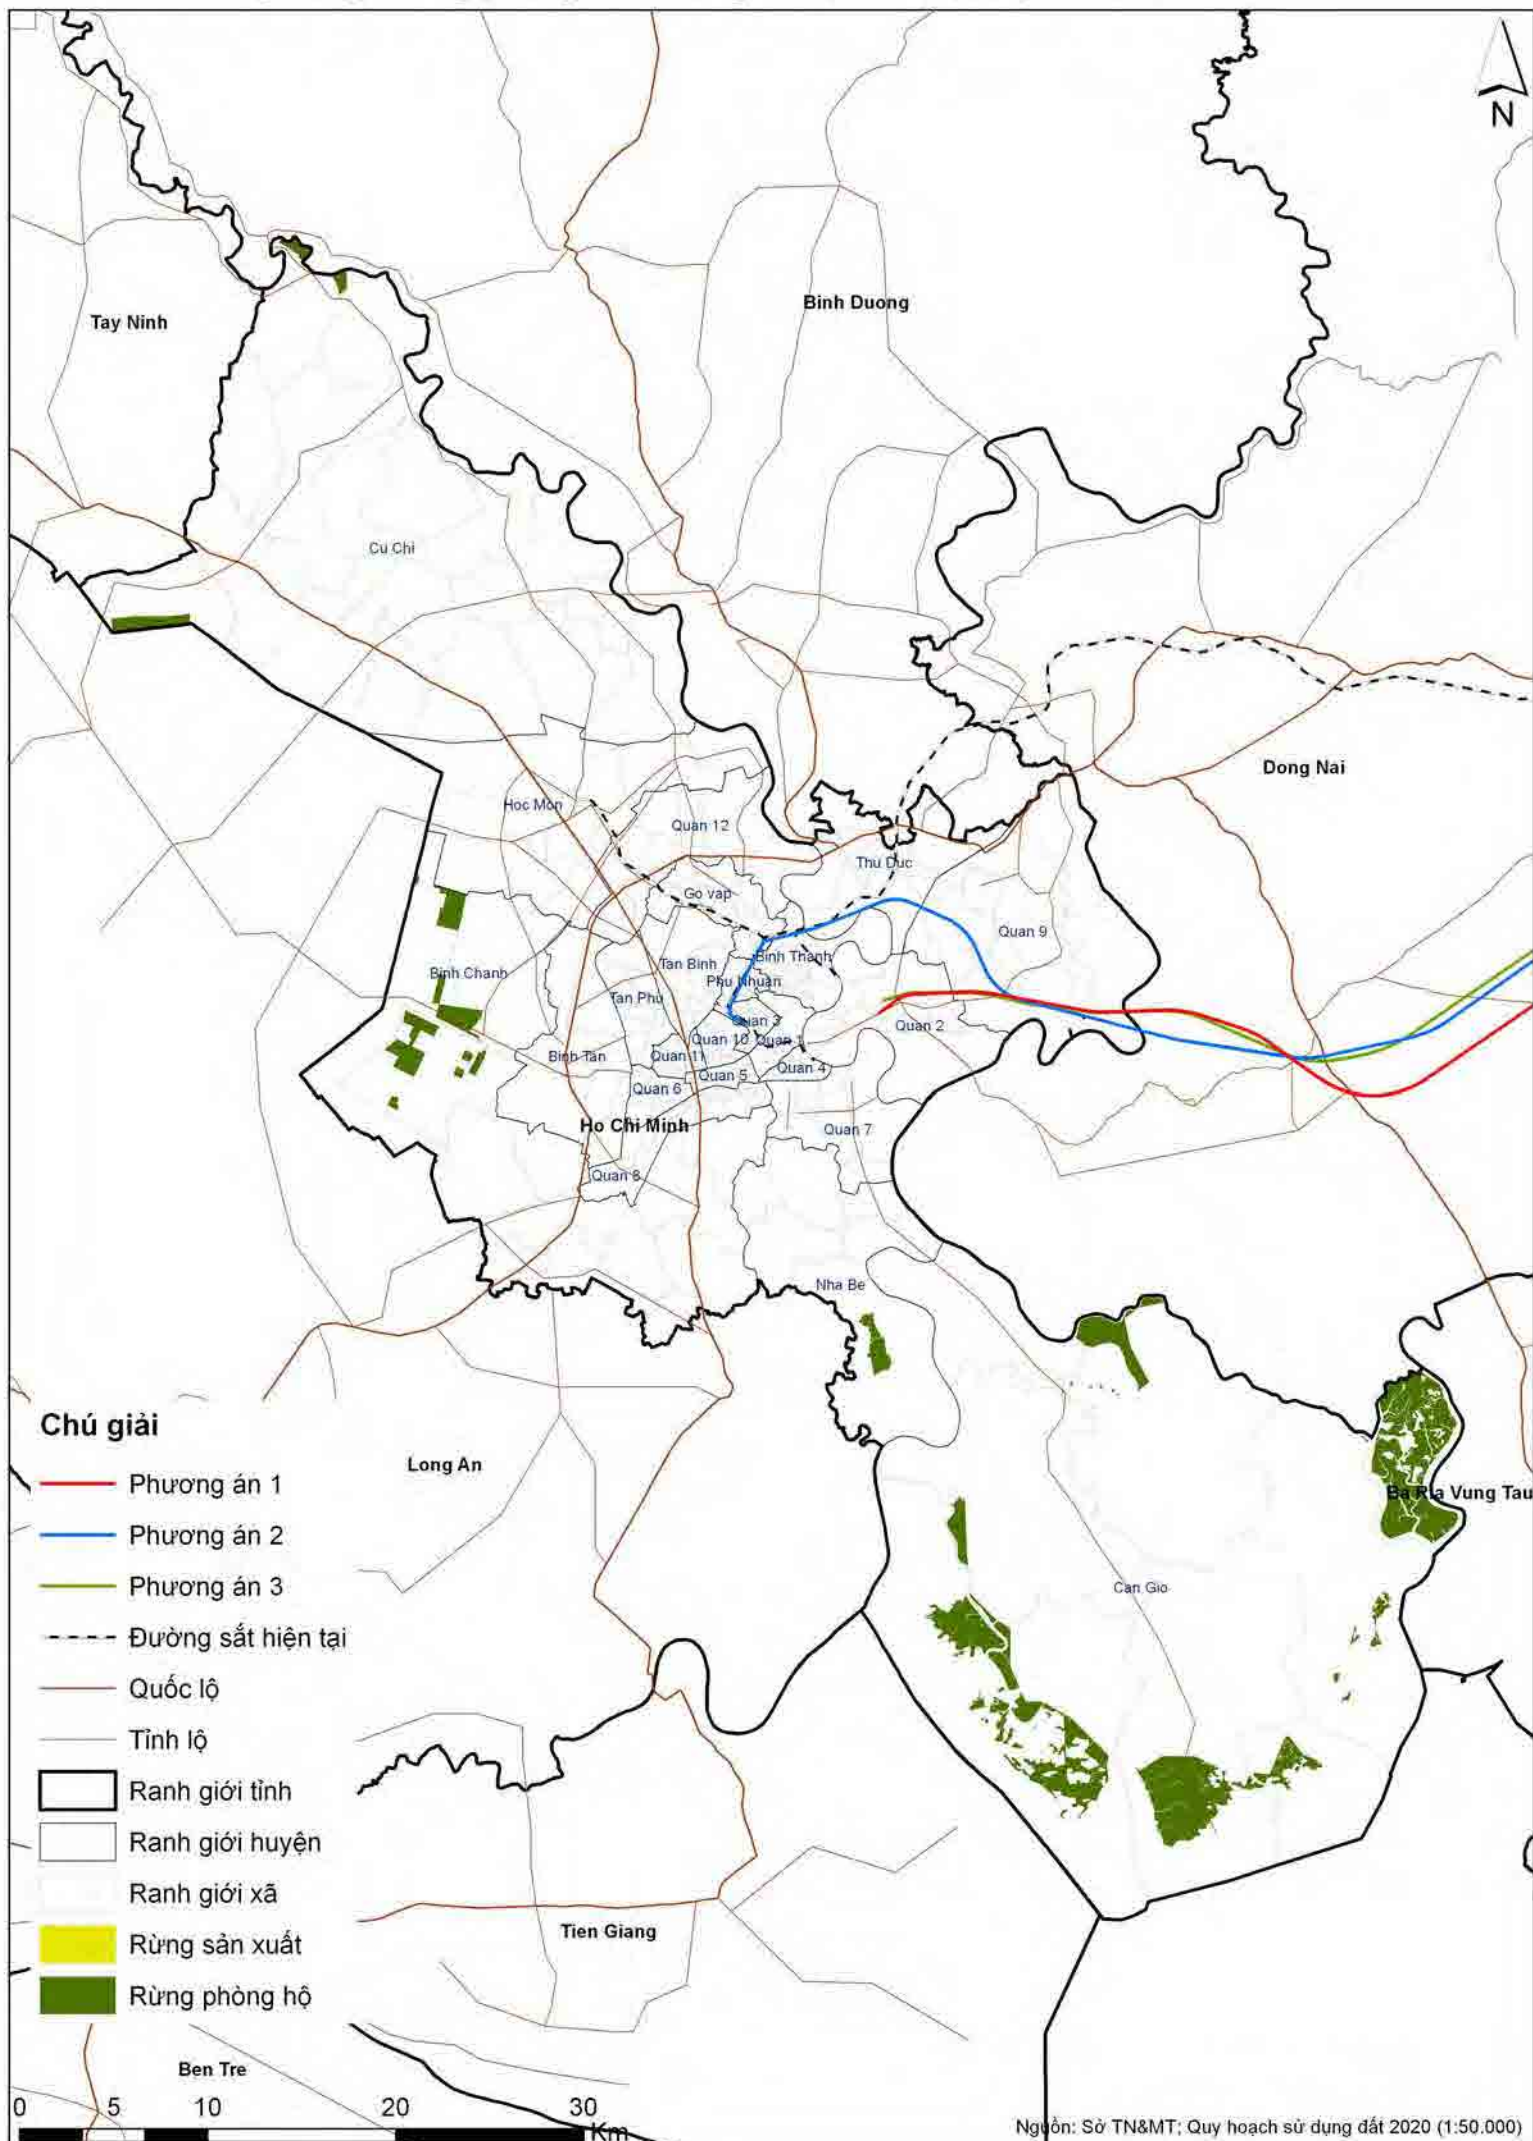 N
Tay Ninh
Binh Duong
Cu Chi
Dong Nai
Hoc Mon
Quan 12
Thu Duc
Go vap
Quan 9
Binh Chanh
Tan Binh
Binh Thanh
Phu Nhuan
Tan Phu
Quan 3
Quan 2
Quan 10
Quan 1
Binh Tan
Quan 11
Quan 4
Quan 5
Quan 6
Ho Chi Minh
Quan 7
Quan 8
Nha Be
Chú giải
Long An
Phương án 1
Ba Ria Vung Tau
Phương án 2
Phương án 3
Can Gio
Đường sắt hiện tại
Quốc lộ
Tỉnh lộ
Ranh giới tỉnh
Ranh giới huyện
Ranh giới xã
Tien Giang
Rừng sản xuất
Rừng phòng hộ
Ben Tre
0 5 10 20 30
Km
Nguồn: Sở TN&MT; Quy hoạch sử dụng đất 2020 (1:50.000)